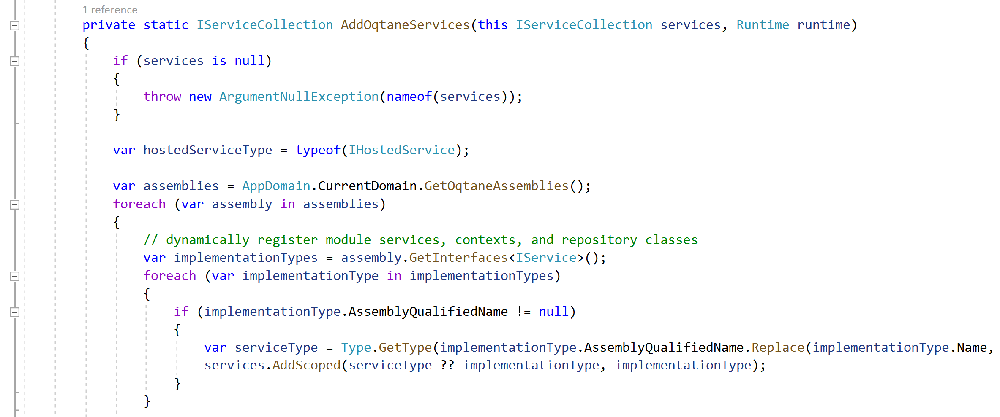 1 reference
private static IServiceCollection AddOqtaneServices(this IServiceCollection services, Runtime runtime)
{
if (services is null)
{
throw new ArgumentNullException(nameof(services));
}
var hostedServiceType = typeof(IHostedService);
var assemblies = AppDomain.CurrentDomain.GetOqtaneAssemblies();
foreach (var assembly in assemblies)
{
// dynamically register module services, contexts, and repository classes
var implementationTypes = assembly.GetInterfaces<IService>();
foreach (var implementationType in implementationTypes)
{
if (implementationType.AssemblyQualifiedName != null)
{
var serviceType = Type.GetType(implementationType.AssemblyQualifiedName.Replace(implementationType.Name,
services.AddScoped(serviceType ?? implementationType, implementationType);
}
}